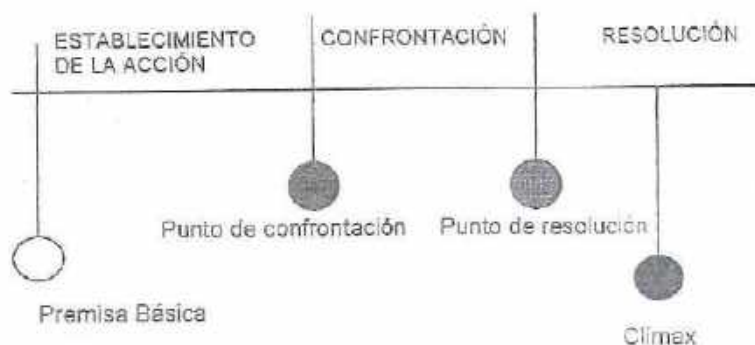 ESTABLECIMIENTO
DE LA ACCIÓN
CONFRONTACIÓN
RESOLUCIÓN
Punto de confrontación
Punto de resolución
Premisa Básica
Clímax